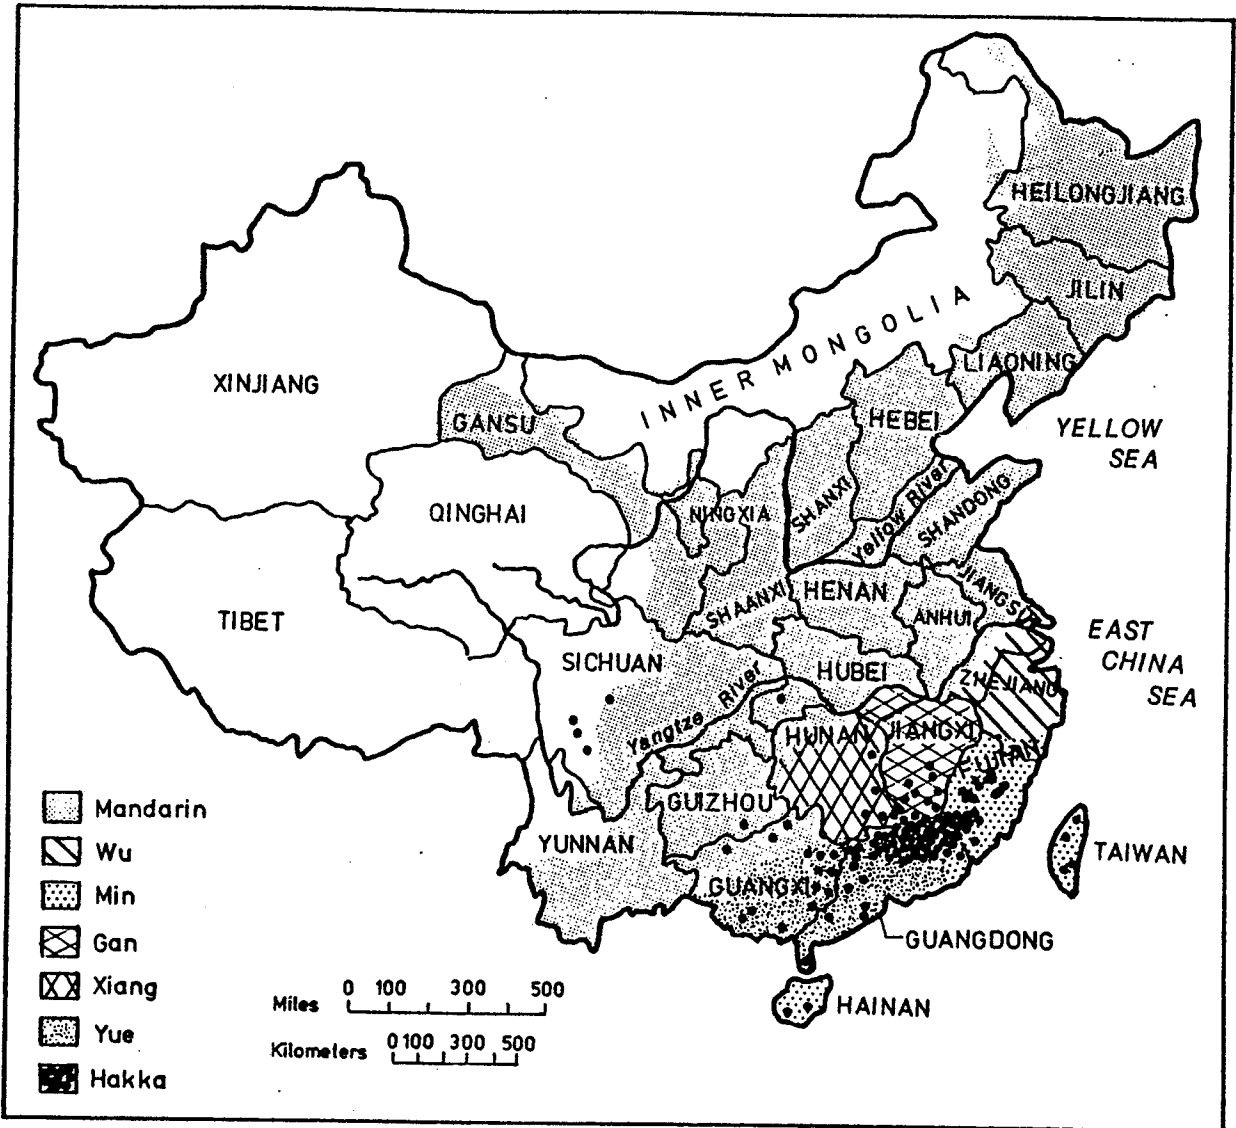 HEILONGJIANG
JILIN
LIAONING
INNER MONGOLIA
XINJIANG
GANSU
HEBEI
YELLOW
SEA
QINGHAI
NINGXIA
SHANXI
Yellow River
SHANDONG
TIBET
SHAANXI
HENAN
JIANGSU
ANHUI
EAST
CHINA
SEA
SICHUAN
HUBEI
ZHEJIANG
Yangtze River
HUNAN
JIANGXI
FUJIAN
GUIZHOU
YUNNAN
TAIWAN
GUANGXI
GUANGDONG
HAINAN
Mandarin
Wu
Min
Gan
Xiang
Yue
Hakka
Miles 0 100 300 500
Kilometers 0 100 300 500